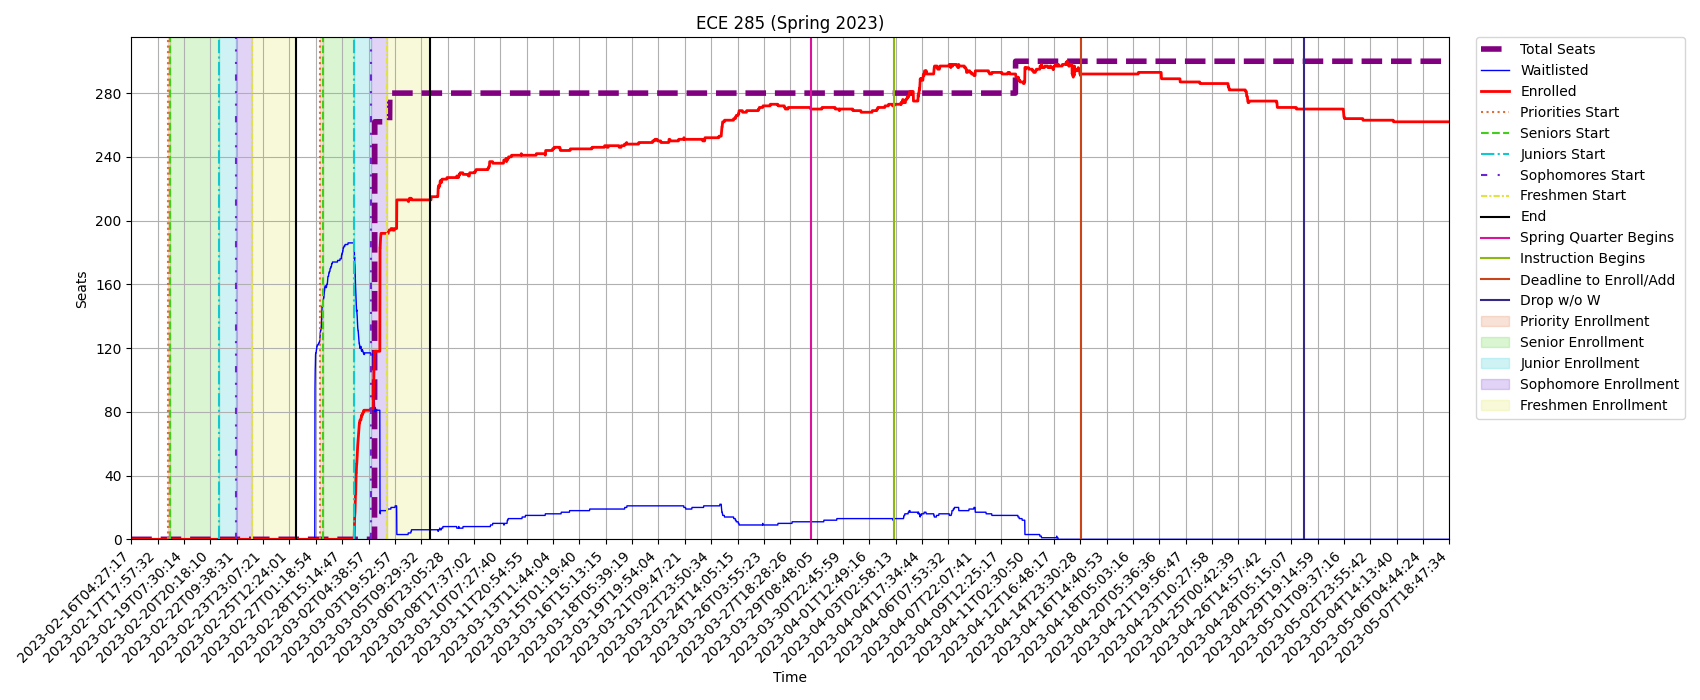 ECE 285 (Spring 2023)
Seats
280
240
200
160
120
80
40
0
2023-02-16T04:27:17
2023-02-17T17:57:32
2023-02-19T07:30:14
2023-02-20T20:18:10
2023-02-22T09:38:31
2023-02-23T23:07:21
2023-02-25T12:24:01
2023-02-27T01:18:54
2023-02-28T15:14:47
2023-03-02T04:38:57
2023-03-03T19:52:57
2023-03-05T09:29:32
2023-03-06T23:05:28
2023-03-08T17:37:02
2023-03-10T07:27:40
2023-03-11T20:54:55
2023-03-13T11:44:04
2023-03-15T01:19:40
2023-03-16T15:13:15
2023-03-18T05:39:19
2023-03-19T19:54:04
2023-03-21T09:47:21
2023-03-22T23:50:34
2023-03-24T14:05:15
2023-03-26T03:55:23
2023-03-27T18:28:26
2023-03-29T08:48:05
2023-03-30T22:45:59
2023-04-01T12:49:16
2023-04-03T02:58:13
2023-04-04T17:34:44
2023-04-06T07:53:32
2023-04-07T22:07:41
2023-04-09T12:25:17
2023-04-11T02:30:50
2023-04-12T16:48:17
2023-04-14T23:30:28
2023-04-16T14:40:53
2023-04-18T05:03:16
2023-04-20T05:36:36
2023-04-21T19:56:47
2023-04-23T10:27:58
2023-04-25T00:42:39
2023-04-26T14:57:42
2023-04-28T05:15:07
2023-04-29T19:14:59
2023-05-01T09:37:16
2023-05-02T23:55:42
2023-05-04T14:13:40
2023-05-06T04:44:24
2023-05-07T18:47:34
Time
Total Seats
Waitlisted
Enrolled
Priorities Start
Seniors Start
Juniors Start
Sophomores Start
Freshmen Start
End
Spring Quarter Begins
Instruction Begins
Deadline to Enroll/Add
Drop w/o W
Priority Enrollment
Senior Enrollment
Junior Enrollment
Sophomore Enrollment
Freshmen Enrollment